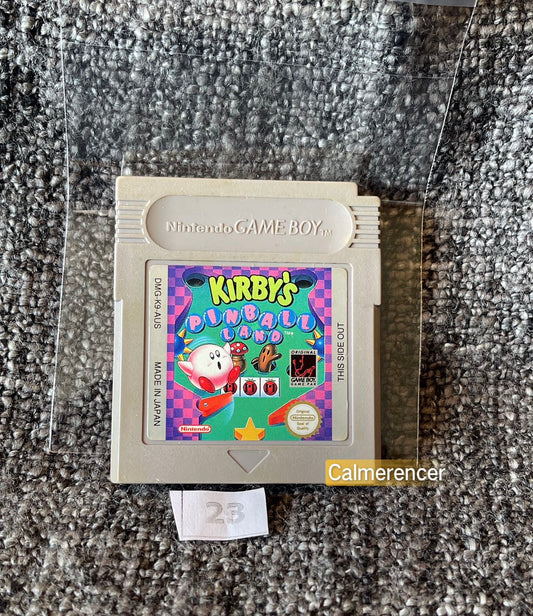 Nintendo GAME BOY TM
DMG-K9-AUS
MADE IN JAPAN
KIRBY'S
PINBALL
LAND TM
THIS SIDE OUT
ORIGINAL
GAME BOY
GAME PAK
Nintendo
Original
Nintendo
Seal of
Quality
Calmerencer
23